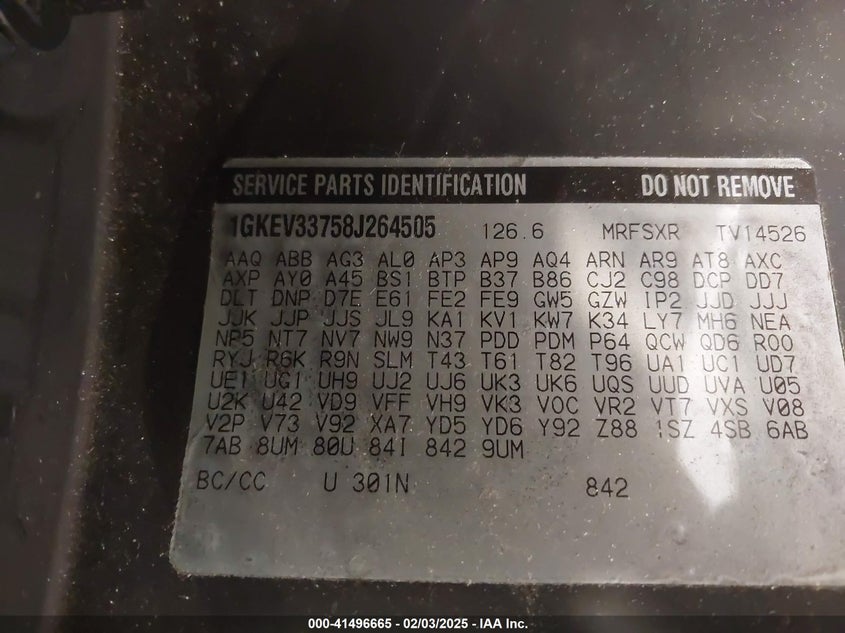 SERVICE PARTS IDENTIFICATION DO NOT REMOVE
1GKEV33758J264505 126.6 MRFSXR TV14526
AAQ ABB AG3 AL0 AP3 AP9 AQ4 ARN AR9 AT8 AXC
AXP AY0 A45 BS1 BTP B37 B86 CJ2 C98 DCP DD7
DLT DNP D7E E61 FE2 FE9 GW5 GZW IP2 JJD JJJ
JJK JJP JJS JL9 KA1 KV1 KW7 K34 LY7 MH6 NEA
NP5 NT7 NV7 NW9 N37 PDD PDM P64 QCW QD6 R00
RYJ R6K R9N SLM T43 T61 T82 T96 UA1 UC1 UD7
UE1 UG1 UH9 UJ2 UJ6 UK3 UK6 UQS UUD UVA U05
U2K U42 VD9 VFF VH9 VK3 VOC VR2 VT7 VXS V08
V2P V73 V92 XA7 YD5 YD6 Y92 Z88 1SZ 4SB 6AB
7AB 8UM 80U 84I 842 9UM
BC/CC U 301N 842
000-41496665 - 02/03/2025 - IAA Inc.